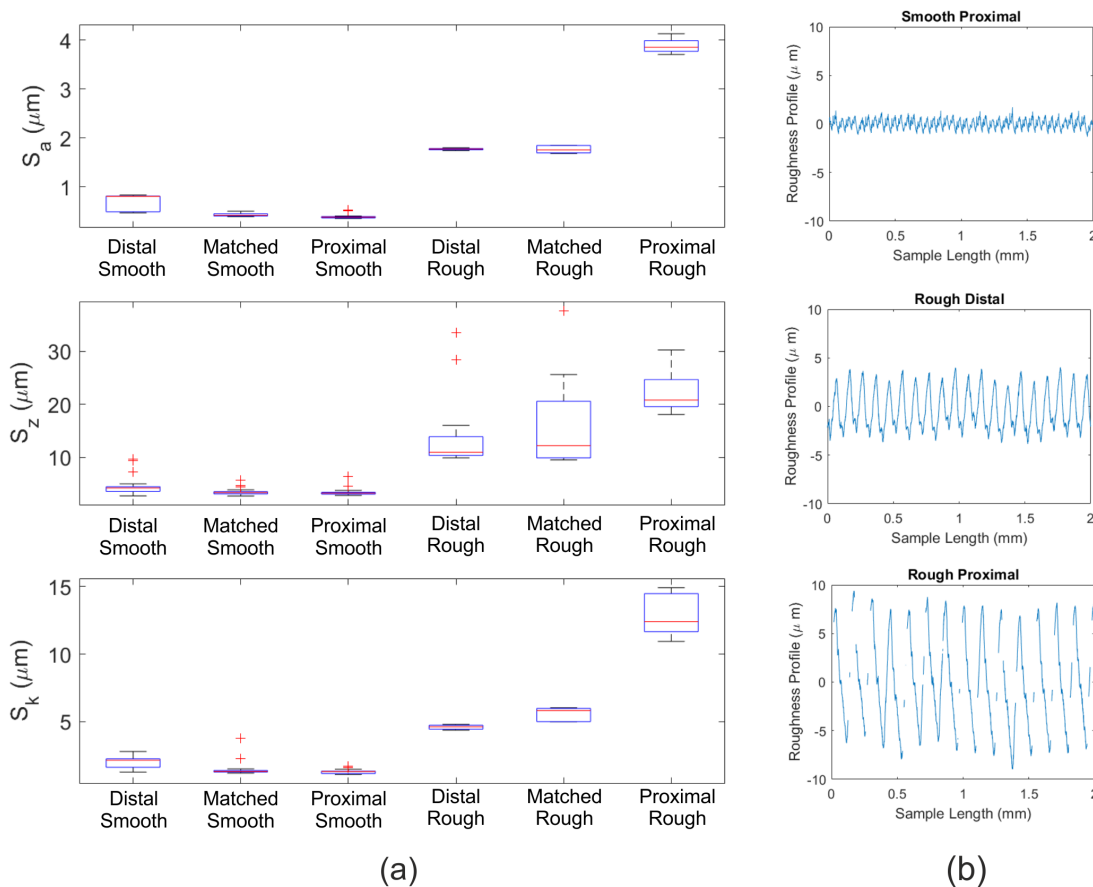 4
3
2
1
S_a (μm)
Distal Smooth
Matched Smooth
Proximal Smooth
Distal Rough
Matched Rough
Proximal Rough
30
20
10
S_z (μm)
Distal Smooth
Matched Smooth
Proximal Smooth
Distal Rough
Matched Rough
Proximal Rough
15
10
5
S_k (μm)
Distal Smooth
Matched Smooth
Proximal Smooth
Distal Rough
Matched Rough
Proximal Rough
(a)
Smooth Proximal
10
5
0
-5
-10
Roughness Profile (μ m)
0 0.5 1 1.5 2
Sample Length (mm)
Rough Distal
10
5
0
-5
-10
Roughness Profile (μ m)
0 0.5 1 1.5 2
Sample Length (mm)
Rough Proximal
10
5
0
-5
-10
Roughness Profile (μ m)
0 0.5 1 1.5 2
Sample Length (mm)
(b)